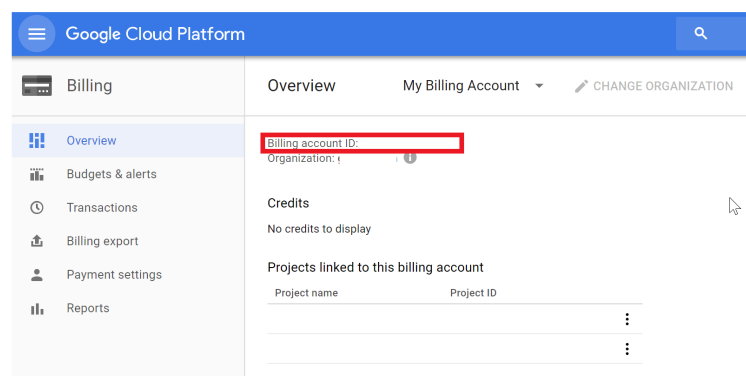 Google Cloud Platform
Billing
Overview
My Billing Account
CHANGE ORGANIZATION
Overview
Budgets & alerts
Transactions
Billing export
Payment settings
Reports
Billing account ID:
Organization:
Credits
No credits to display
Projects linked to this billing account
Project name Project ID